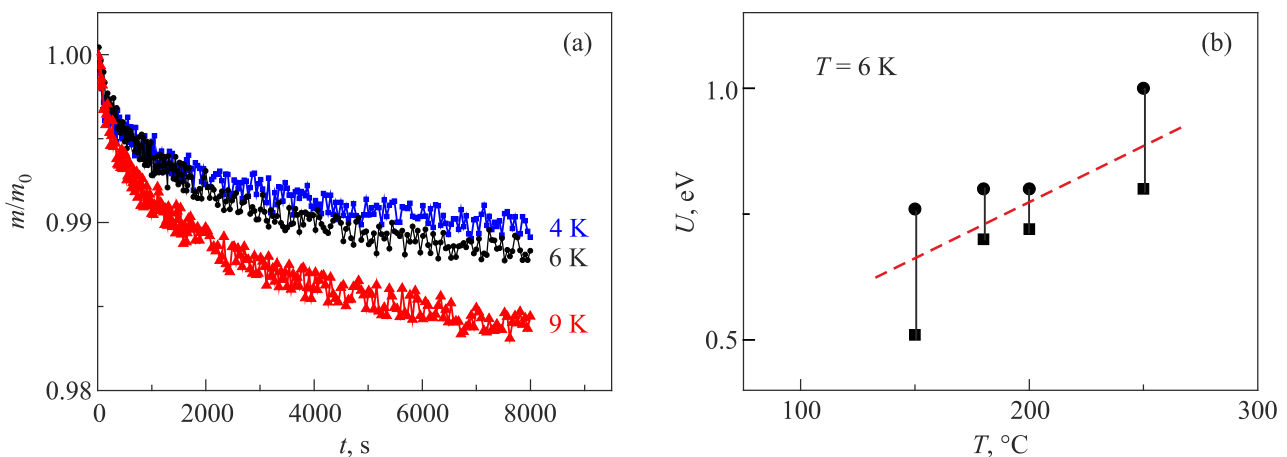 (a)
1.00
0.99
0.98
m/m0
4 K
6 K
9 K
0
2000
4000
6000
8000
t, s
(b)
T = 6 K
1.0
0.5
U, eV
100
200
300
T, °C